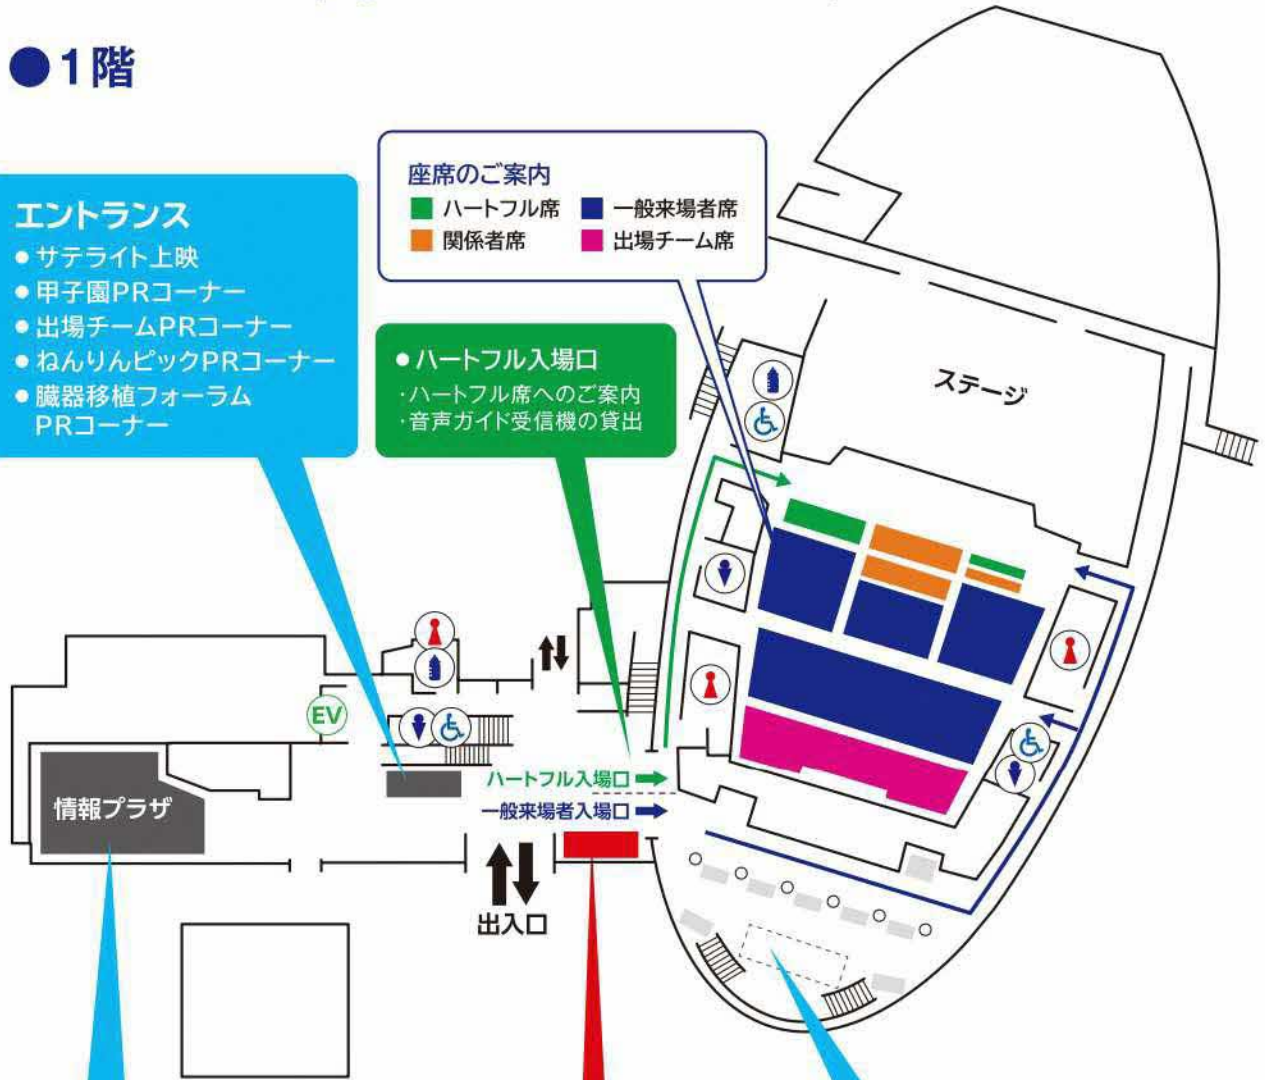 ●1階
座席のご案内
ハートフル席
一般来場者席
関係者席
出場チーム席
エントランス
●サテライト上映
●甲子園PRコーナー
●出場チームPRコーナー
●ねんりんピックPRコーナー
●臓器移植フォーラム
PRコーナー
●ハートフル入場口
・ハートフル席へのご案内
・音声ガイド受信機の貸出
ステージ
EV
ハートフル入場口
一般来場者入場口
情報プラザ
出入口